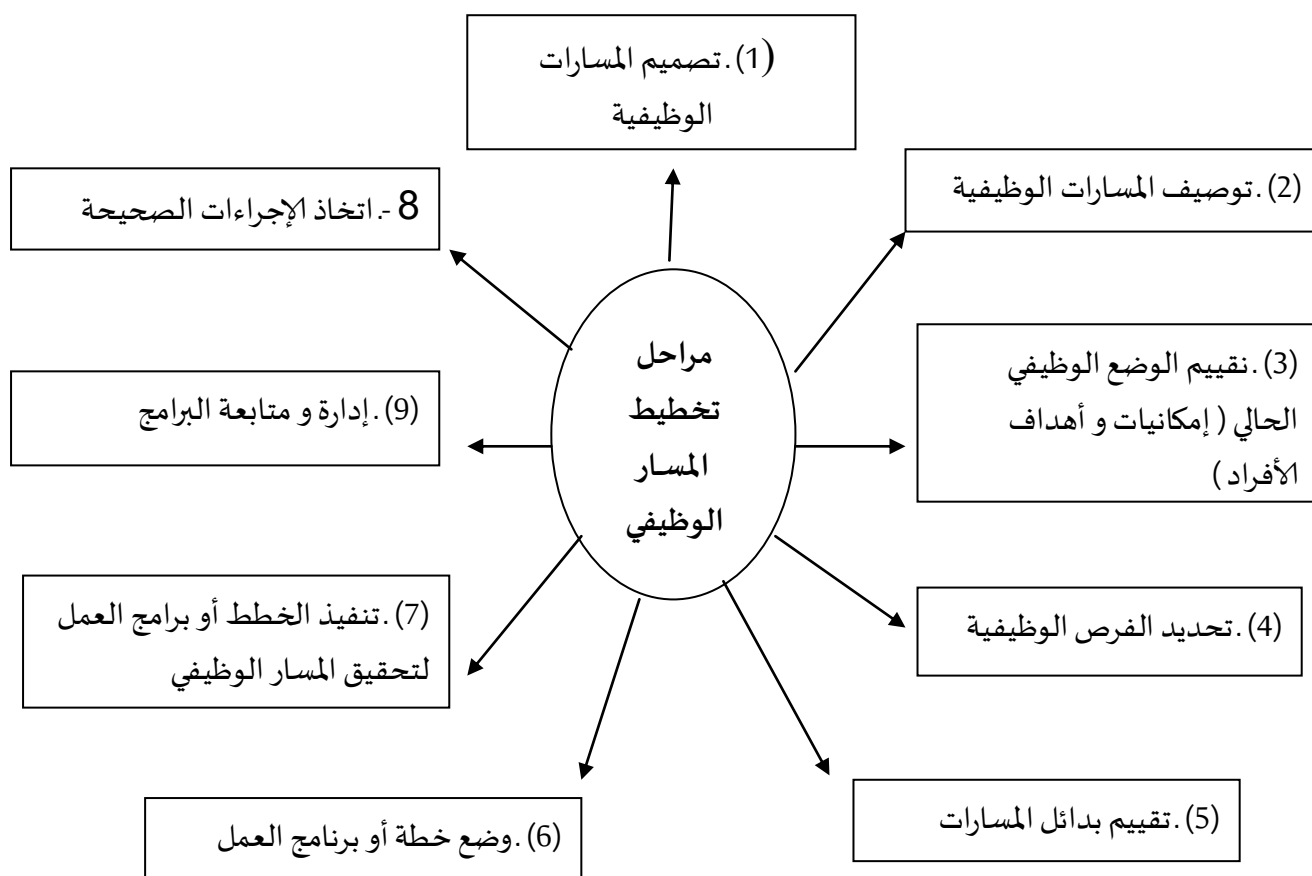 (1). تصميم المسارات
الوظيفية
(2). توصيف المسارات الوظيفية
8 -. اتخاذ الإجراءات الصحيحة
مراحل
تخطيط
المسار
الوظيفي
(3). نقييم الوضع الوظيفي
الحالي ( إمكانيات و أهداف
الأفراد )
(9). إدارة و متابعة البرامج
(4). تحديد الفرص الوظيفية
(7). تنفيذ الخطط أو برامج العمل
لتحقيق المسار الوظيفي
(5). تقييم بدائل المسارات
(6). وضع خطة أو برنامج العمل